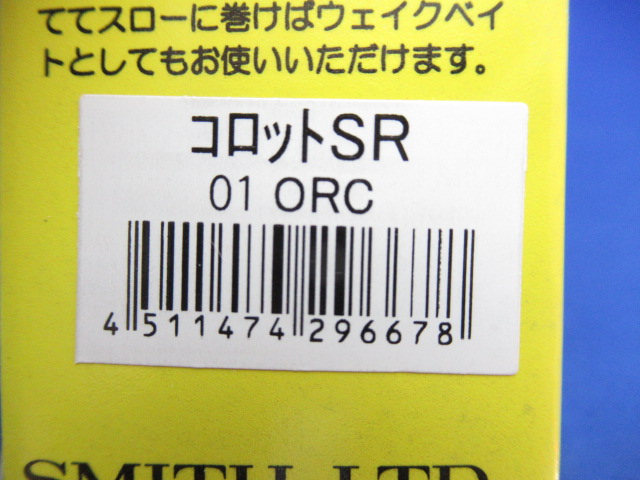 ててスローに巻けばウェイクベイ
トとしてもお使いいただけます。
コロットSR
01 ORC
4 511474 296678
SMITH LTD